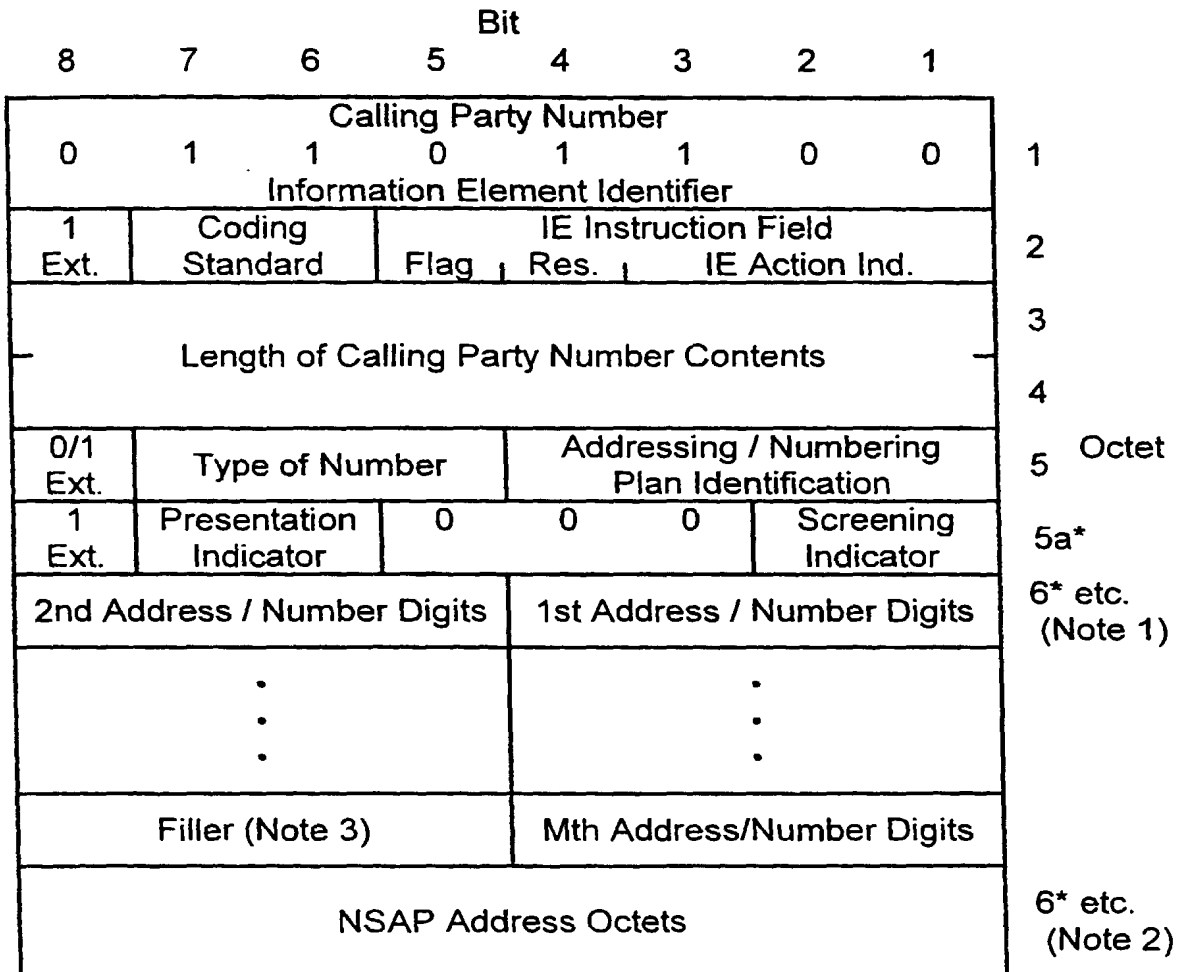 Bit
8 7 6 5 4 3 2 1
Calling Party Number
0 1 1 0 1 1 0 0 1
Information Element Identifier
1 Coding IE Instruction Field 2
Ext. Standard Flag Res. IE Action Ind.
3
Length of Calling Party Number Contents
4
0/1 Type of Number Addressing / Numbering 5 Octet
Ext. Plan Identification
1 Presentation 0 0 0 Screening 5a*
Ext. Indicator Indicator
2nd Address / Number Digits 1st Address / Number Digits 6* etc.
(Note 1)
Filler (Note 3) Mth Address/Number Digits
NSAP Address Octets 6* etc.
(Note 2)